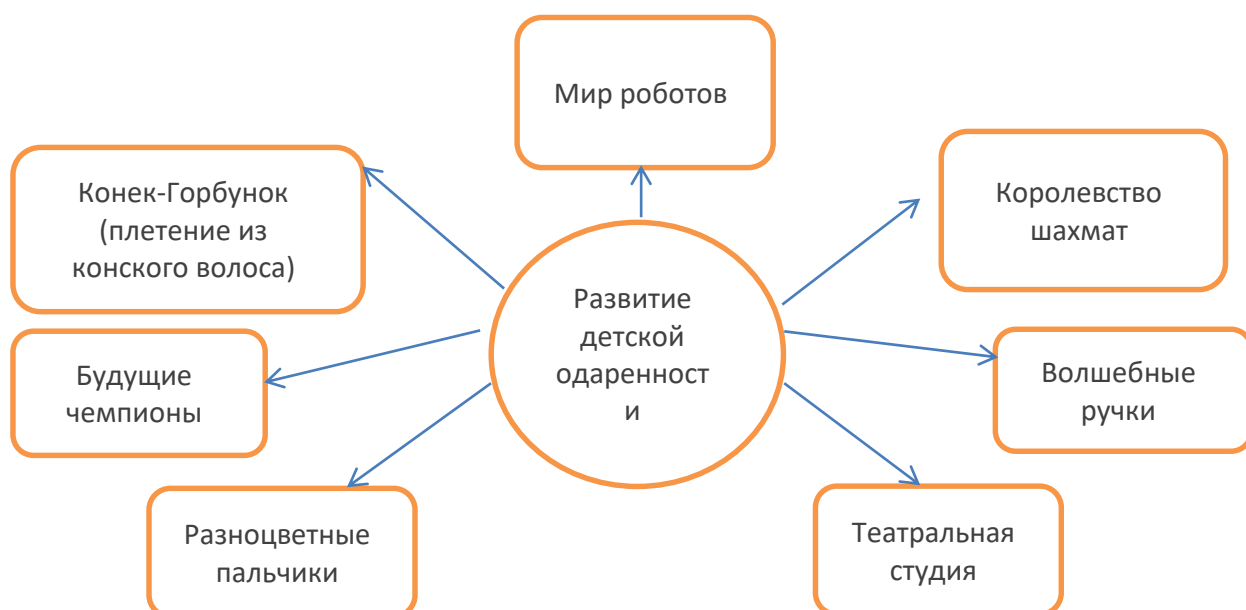 Мир роботов
Конек-Горбунок
(плетение из
конского волоса)
Королевство
шахмат
Развитие
детской
одаренност
и
Будущие
чемпионы
Волшебные
ручки
Разноцветные
пальчики
Театральная
студия